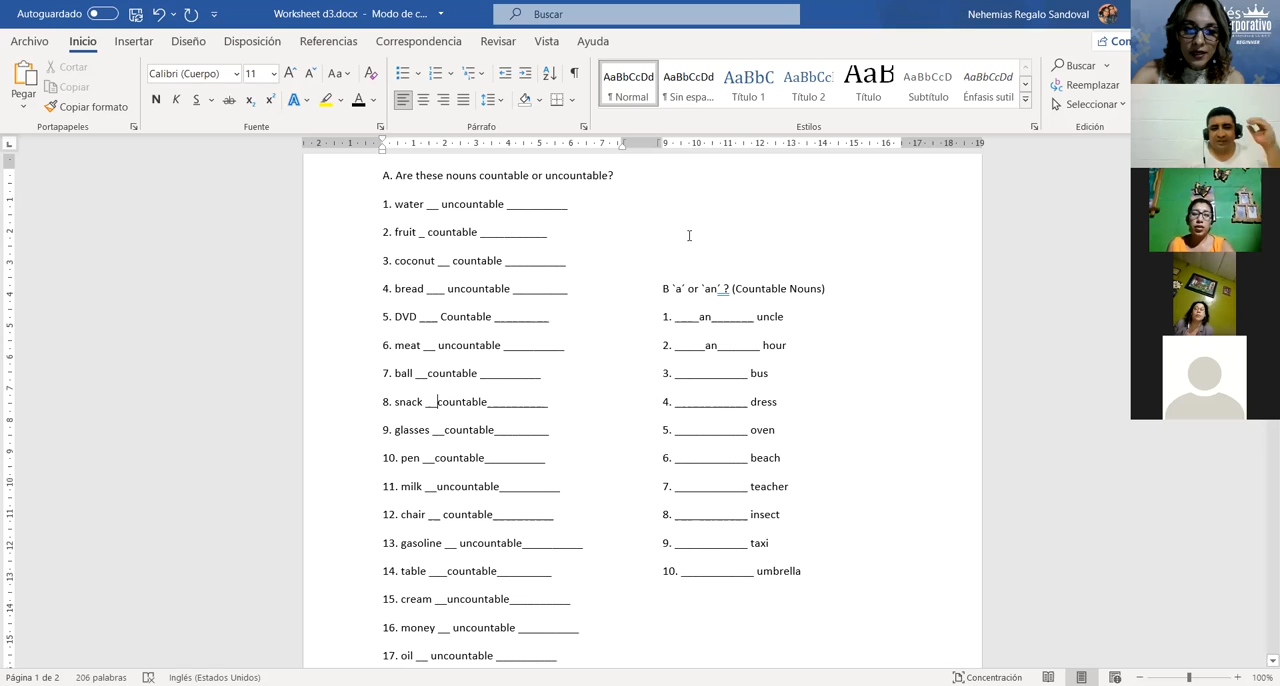 Autoguardado
Worksheet d3.docx - Modo de c...
Buscar
Nehemias Regalo Sandoval
Archivo Inicio Insertar Diseño Disposición Referencias Correspondencia Revisar Vista Ayuda
Cortar
Copiar
Copiar formato
Pegar
Portapapeles
Calibri (Cuerpo) 11
N K S ab x₂ x²
Fuente
Párrafo
AaBbCcDd AaBbCcDd AaBbC AaBbCc AaB AaBbCcD AaBbCcDd
¶ Normal ¶ Sin espa... Título 1 Título 2 Título Subtítulo Énfasis sutil
Estilos
Buscar
Reemplazar
Seleccionar
Edición
BEGINNER
A. Are these nouns countable or uncountable?
1. water __ uncountable __________
2. fruit _ countable ___________
3. coconut __ countable __________
4. bread ___ uncountable _________
5. DVD ___ Countable _________
6. meat __ uncountable __________
7. ball __countable __________
8. snack __countable__________
9. glasses __countable_________
10. pen __countable__________
11. milk __uncountable__________
12. chair __ countable__________
13. gasoline __ uncountable__________
14. table ___countable_________
15. cream __uncountable__________
16. money __ uncountable __________
17. oil __ uncountable __________
B `a´ or `an´ ? (Countable Nouns)
1. ____an_______ uncle
2. _____an_______ hour
3. ____________ bus
4. ____________ dress
5. ____________ oven
6. ____________ beach
7. ____________ teacher
8. ____________ insect
9. ____________ taxi
10. ____________ umbrella
Página 1 de 2 206 palabras Inglés (Estados Unidos)
Concentración
100%